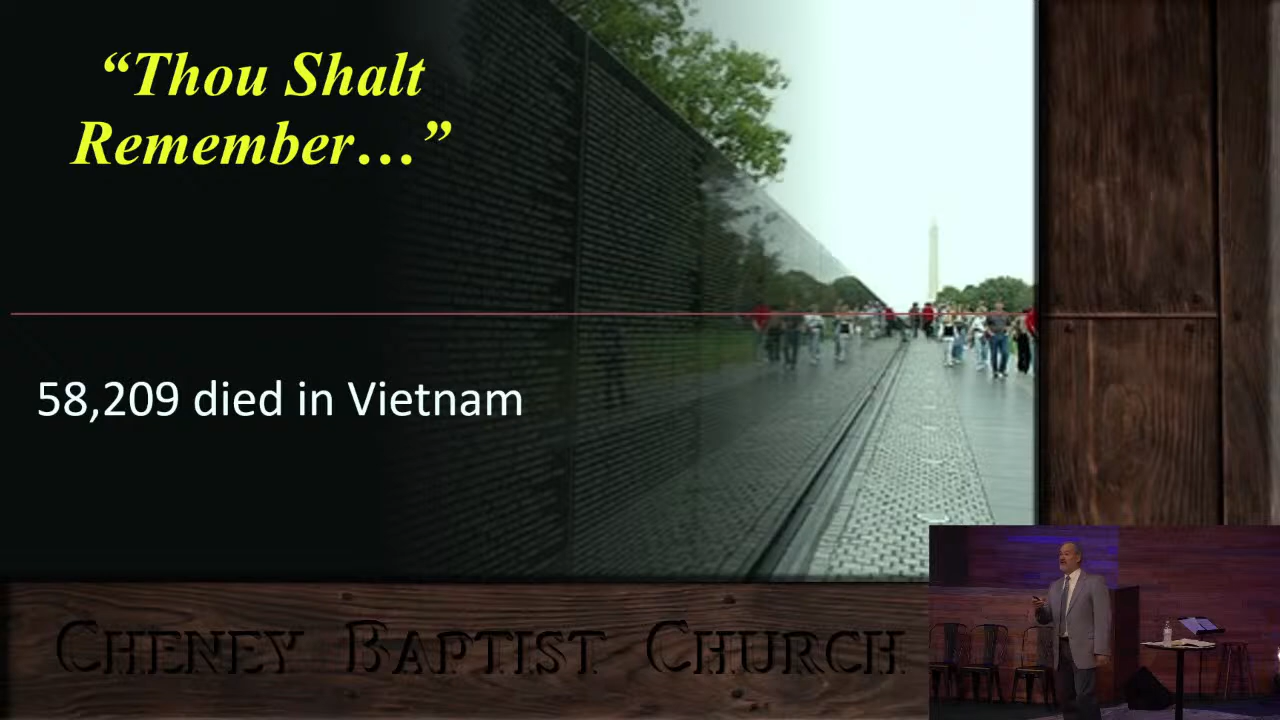 “Thou Shalt
Remember…”
58,209 died in Vietnam
Cheney Baptist Church